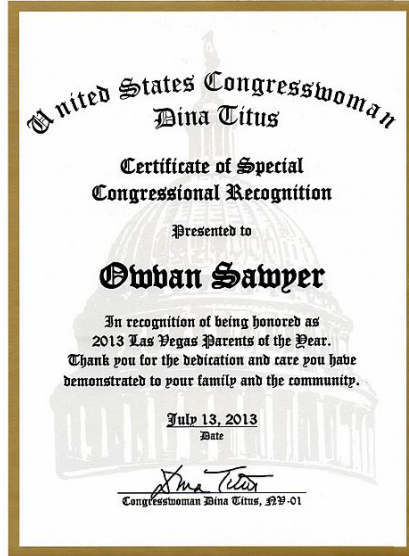 United States Congresswoman
Dina Titus
Certificate of Special
Congressional Recognition
Presented to
Owvan Sawyer
In recognition of being honored as
2013 Las Vegas Parents of the Year.
Thank you for the dedication and care you have
demonstrated to your family and the community.
July 13, 2013
Date
Dina Titus
Congresswoman Dina Titus, NV-01